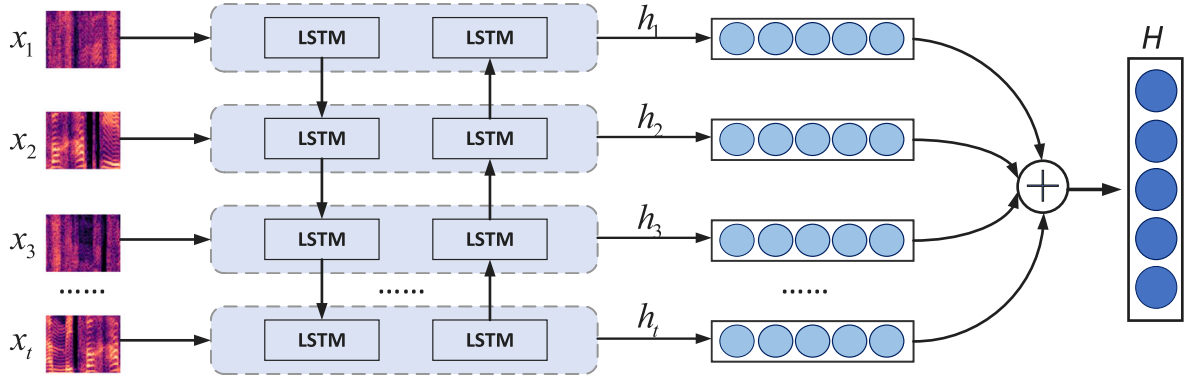 x1 LSTM LSTM h1
H
x2 LSTM LSTM h2
+
x3 LSTM LSTM h3
...... ...... ......
xt LSTM LSTM ht